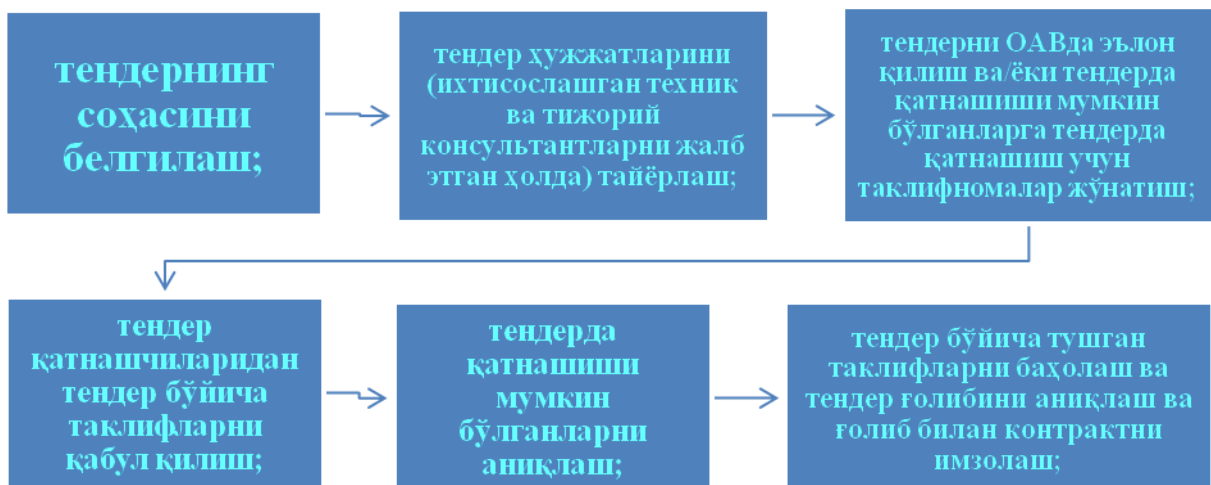 тендернинг
соҳасини
белгилаш;
тендер ҳужжатларини
(ихтисослашган техник
ва тижорий
консультантларни жалб
этган ҳолда) тайёрлаш;
тендерни ОАВда эълон
қилиш ва/ёки тендерда
қатнашиши мумкин
бўлганларга тендерда
қатнашиш учун
таклифномалар жўнатиш;
тендер
қатнашчиларидан
тендер бўйича
таклифларни
қабул қилиш;
тендерда
қатнашиши
мумкин
бўлганларни
аниқлаш;
тендер бўйича тушган
таклифларни баҳолаш ва
тендер ғолибини аниқлаш ва
ғолиб билан контрактни
имзолаш;